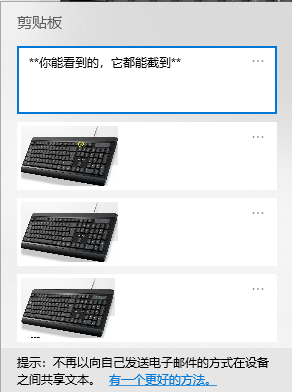 剪贴板
**你能看到的，它都能截到**
提示：不再以向自己发送电子邮件的方式在设备
之间共享文本。 有一个更好的方法。